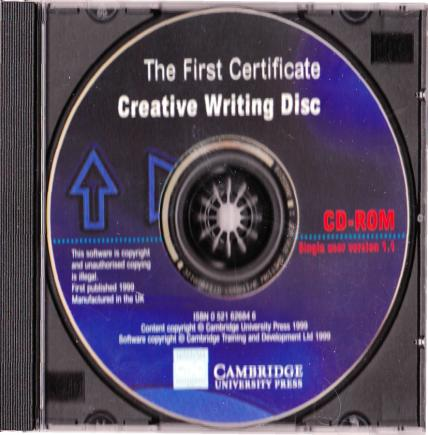 The First Certificate
Creative Writing Disc
CD-ROM
Single user version 1.1
This software is copyright
and unauthorised copying
is illegal.
First published 1999
Manufactured in the UK
ISBN 0 521 62664 6
Content copyright © Cambridge University Press 1999
Software copyright © Cambridge Training and Development Ltd 1999
CAMBRIDGE
UNIVERSITY PRESS